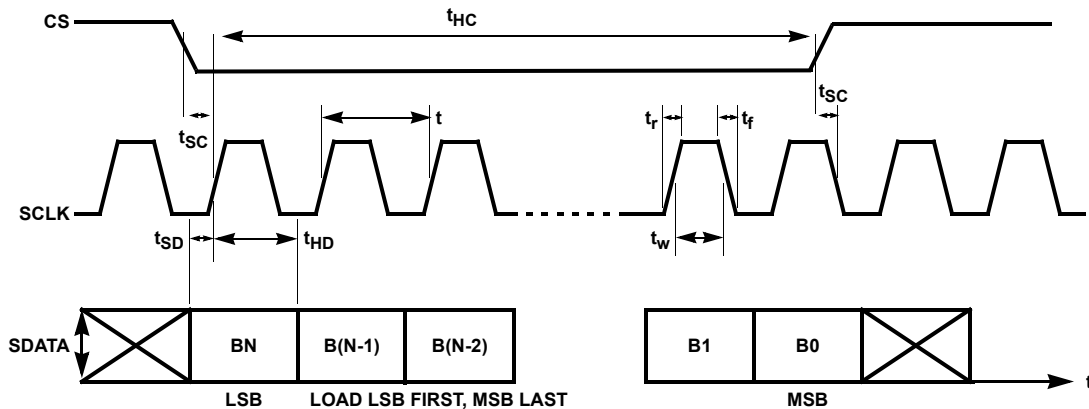 CS
tHC
tSC
tSC
t
tr
tf
SCLK
tSD
tHD
tw
SDATA
BN
B(N-1)
B(N-2)
B1
B0
t
LSB
LOAD LSB FIRST, MSB LAST
MSB